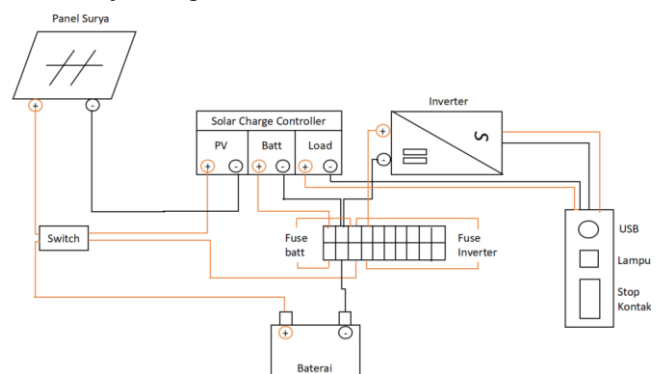 Panel Surya
+
-
Solar Charge Controller
PV
Batt
Load
+
-
+
-
+
-
Inverter
+
-
S
Switch
Fuse
batt
Fuse
Inverter
USB
Lampu
Stop
Kontak
+
-
Baterai